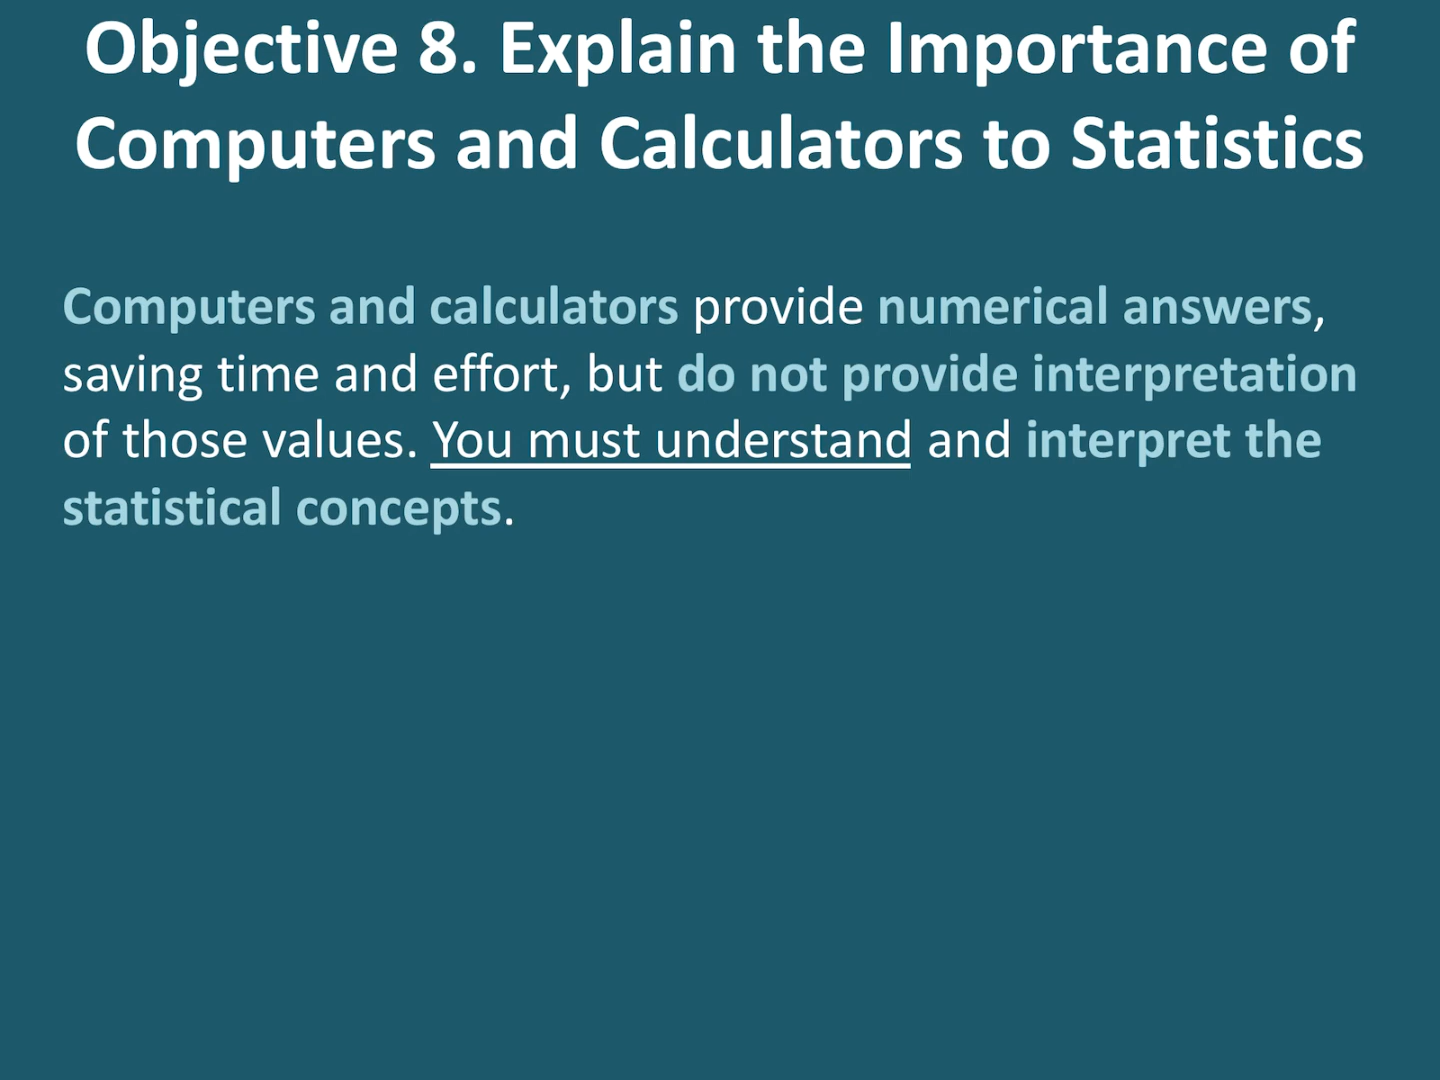 Objective 8. Explain the Importance of
Computers and Calculators to Statistics
Computers and calculators provide numerical answers,
saving time and effort, but do not provide interpretation
of those values. You must understand and interpret the
statistical concepts.